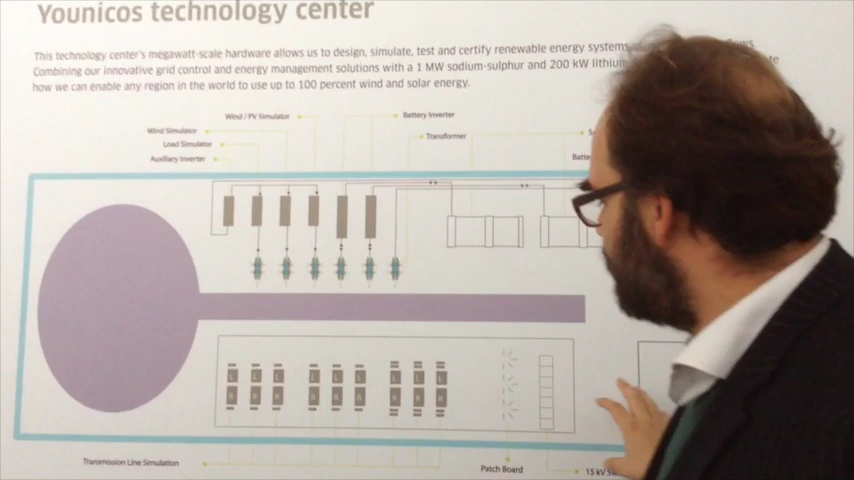 Younicos technology center
This technology center's megawatt-scale hardware allows us to design, simulate, test and certify renewable energy systems
Combining our innovative grid control and energy management solutions with a 1 MW sodium-sulphur and 200 kW lithium
how we can enable any region in the world to use up to 100 percent wind and solar energy.
Wind / PV Simulator
Battery Inverter
Wind Simulator
Transformer
Load Simulator
Auxiliary Inverter
L L L L L L L L L
R R R R R R R R R
Transmission Line Simulation
Patch Board
15 kV